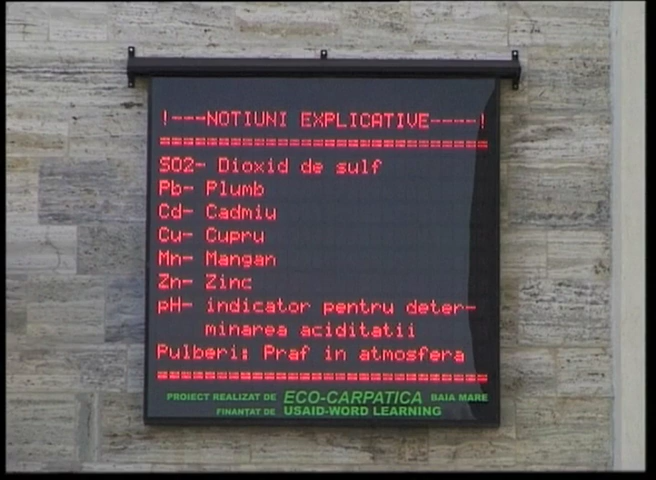 !---NOTIUNI EXPLICATIVE----!
==============================
SO2- Dioxid de sulf
Pb- Plumb
Cd- Cadmiu
Cu- Cupru
Mn- Mangan
Zn- Zinc
pH- indicator pentru deter-
minarea aciditatii
Pulberi: Praf in atmosfera
==============================
PROIECT REALIZAT DE ECO-CARPATICA BAIA MARE
FINANȚAT DE USAID-WORD LEARNING